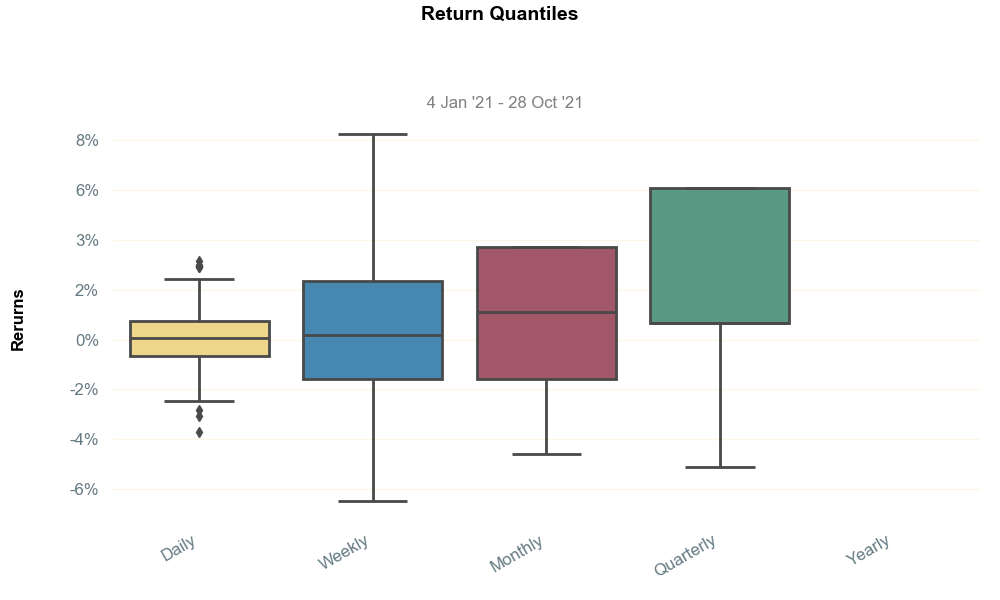 Return Quantiles
4 Jan '21 - 28 Oct '21
8%
6%
3%
2%
0%
-2%
-4%
-6%
Rerurns
Daily
Weekly
Monthly
Quarterly
Yearly